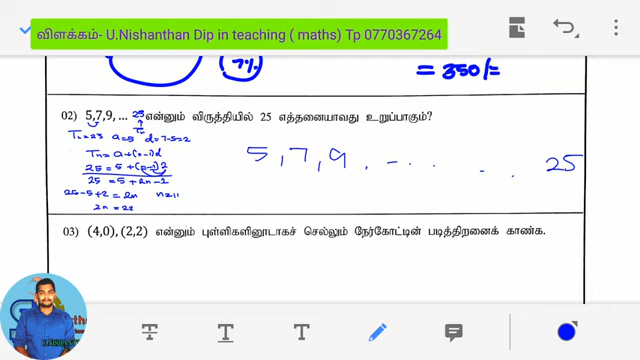 விளக்கம்- U.Nishanthan Dip in teaching ( maths) Tp 0770367264
7%
= 350/=
02) 5,7,9, ... 25 என்னும் விருத்தியில் 25 எத்தனையாவது உறுப்பாகும்?
Tn
Tn=25 a=5 d=7-5=2
Tn = a+(n-1)d
25 = 5 +(n-1)2
25 = 5 + 2n - 2
25-5+2 = 2n n=11
2n = 22
5, 7, 9, ---.. .. 25
03) (4,0), (2,2) என்னும் புள்ளிகளினூடாகச் செல்லும் நேர்கோட்டின் படித்திறனைக் காண்க.
T T T